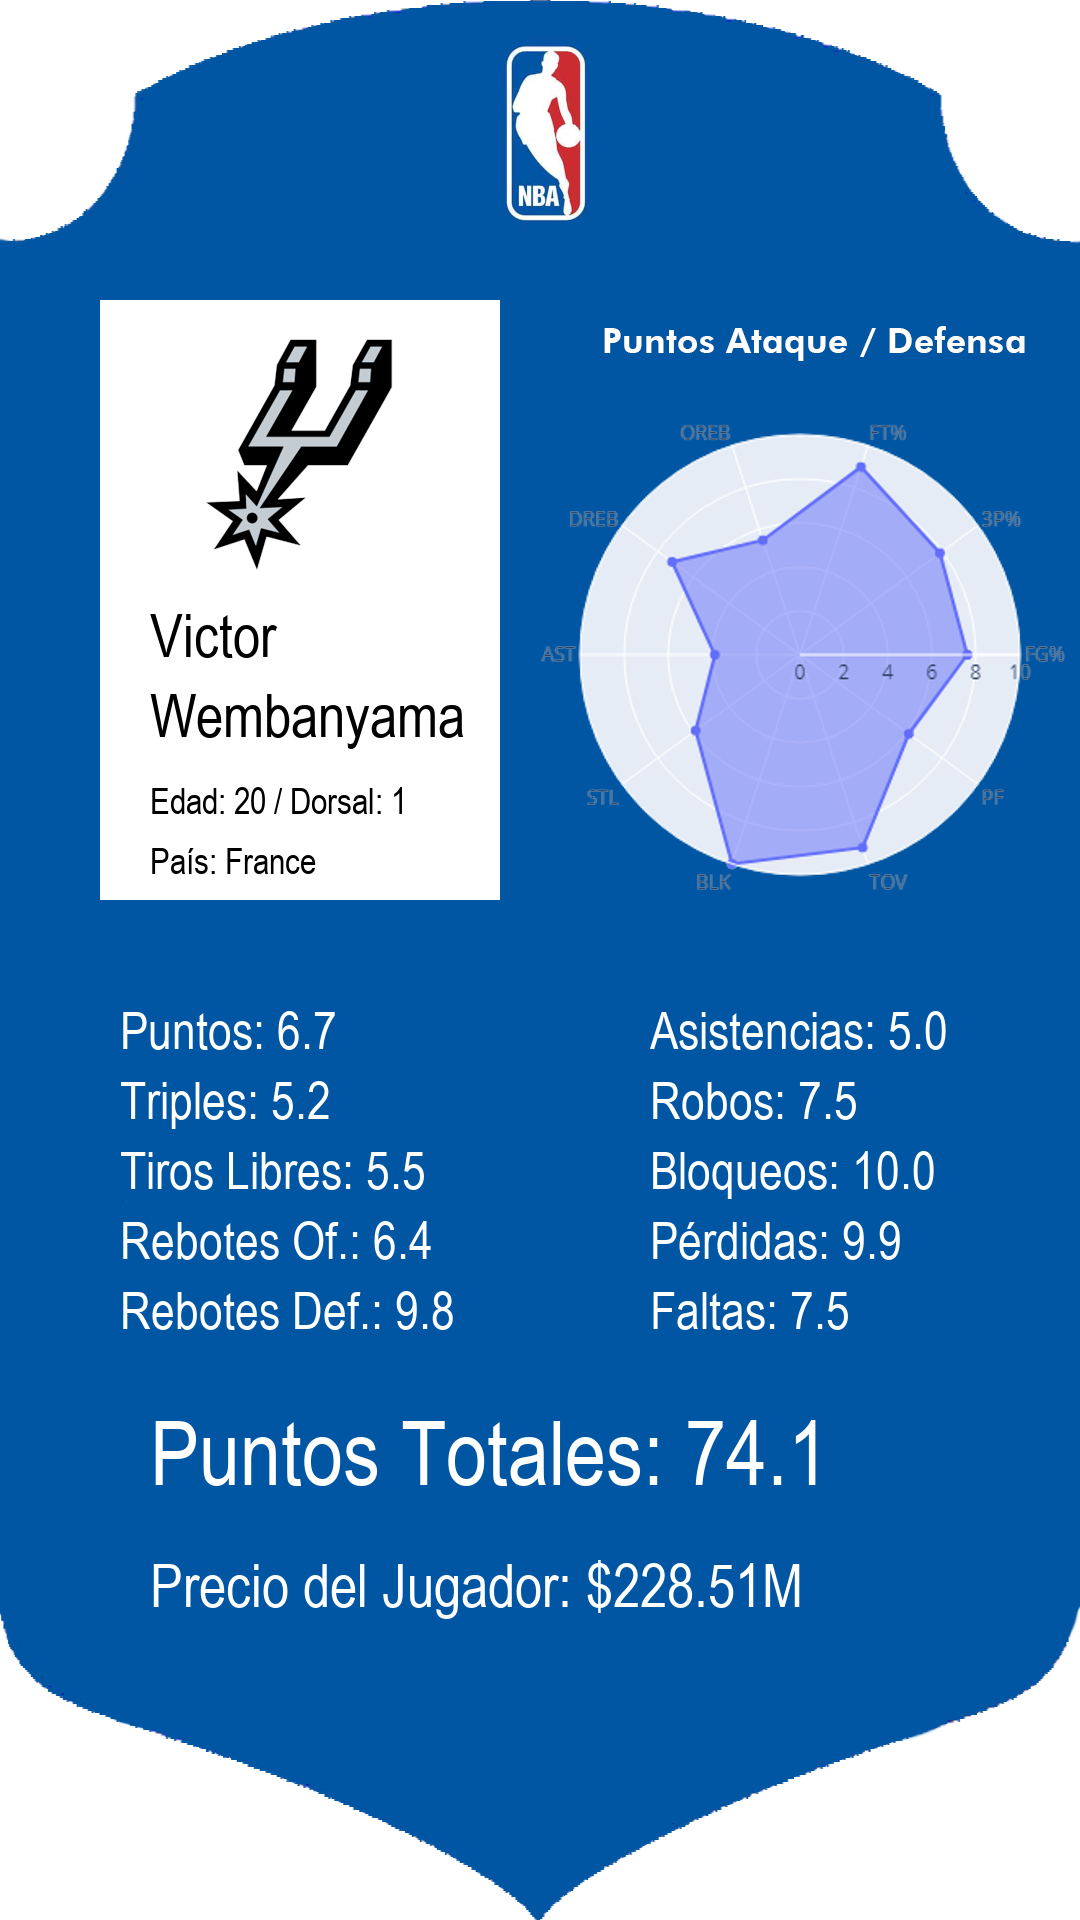 NBA
Puntos Ataque / Defensa
OREB
FT%
DREB
3P%
AST
FG%
0 2 4 6 8 10
STL
PF
BLK
TOV
Victor
Wembanyama
Edad: 20 / Dorsal: 1
País: France
Puntos: 6.7
Triples: 5.2
Tiros Libres: 5.5
Rebotes Of.: 6.4
Rebotes Def.: 9.8
Asistencias: 5.0
Robos: 7.5
Bloqueos: 10.0
Pérdidas: 9.9
Faltas: 7.5
Puntos Totales: 74.1
Precio del Jugador: $228.51M